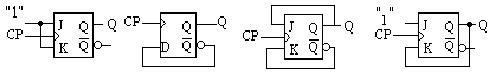 "1" J Q Q
CP
K Q̅
CP Q Q
D Q̅
J Q Q
CP
K Q̅
"1" J Q Q
CP
K Q̅